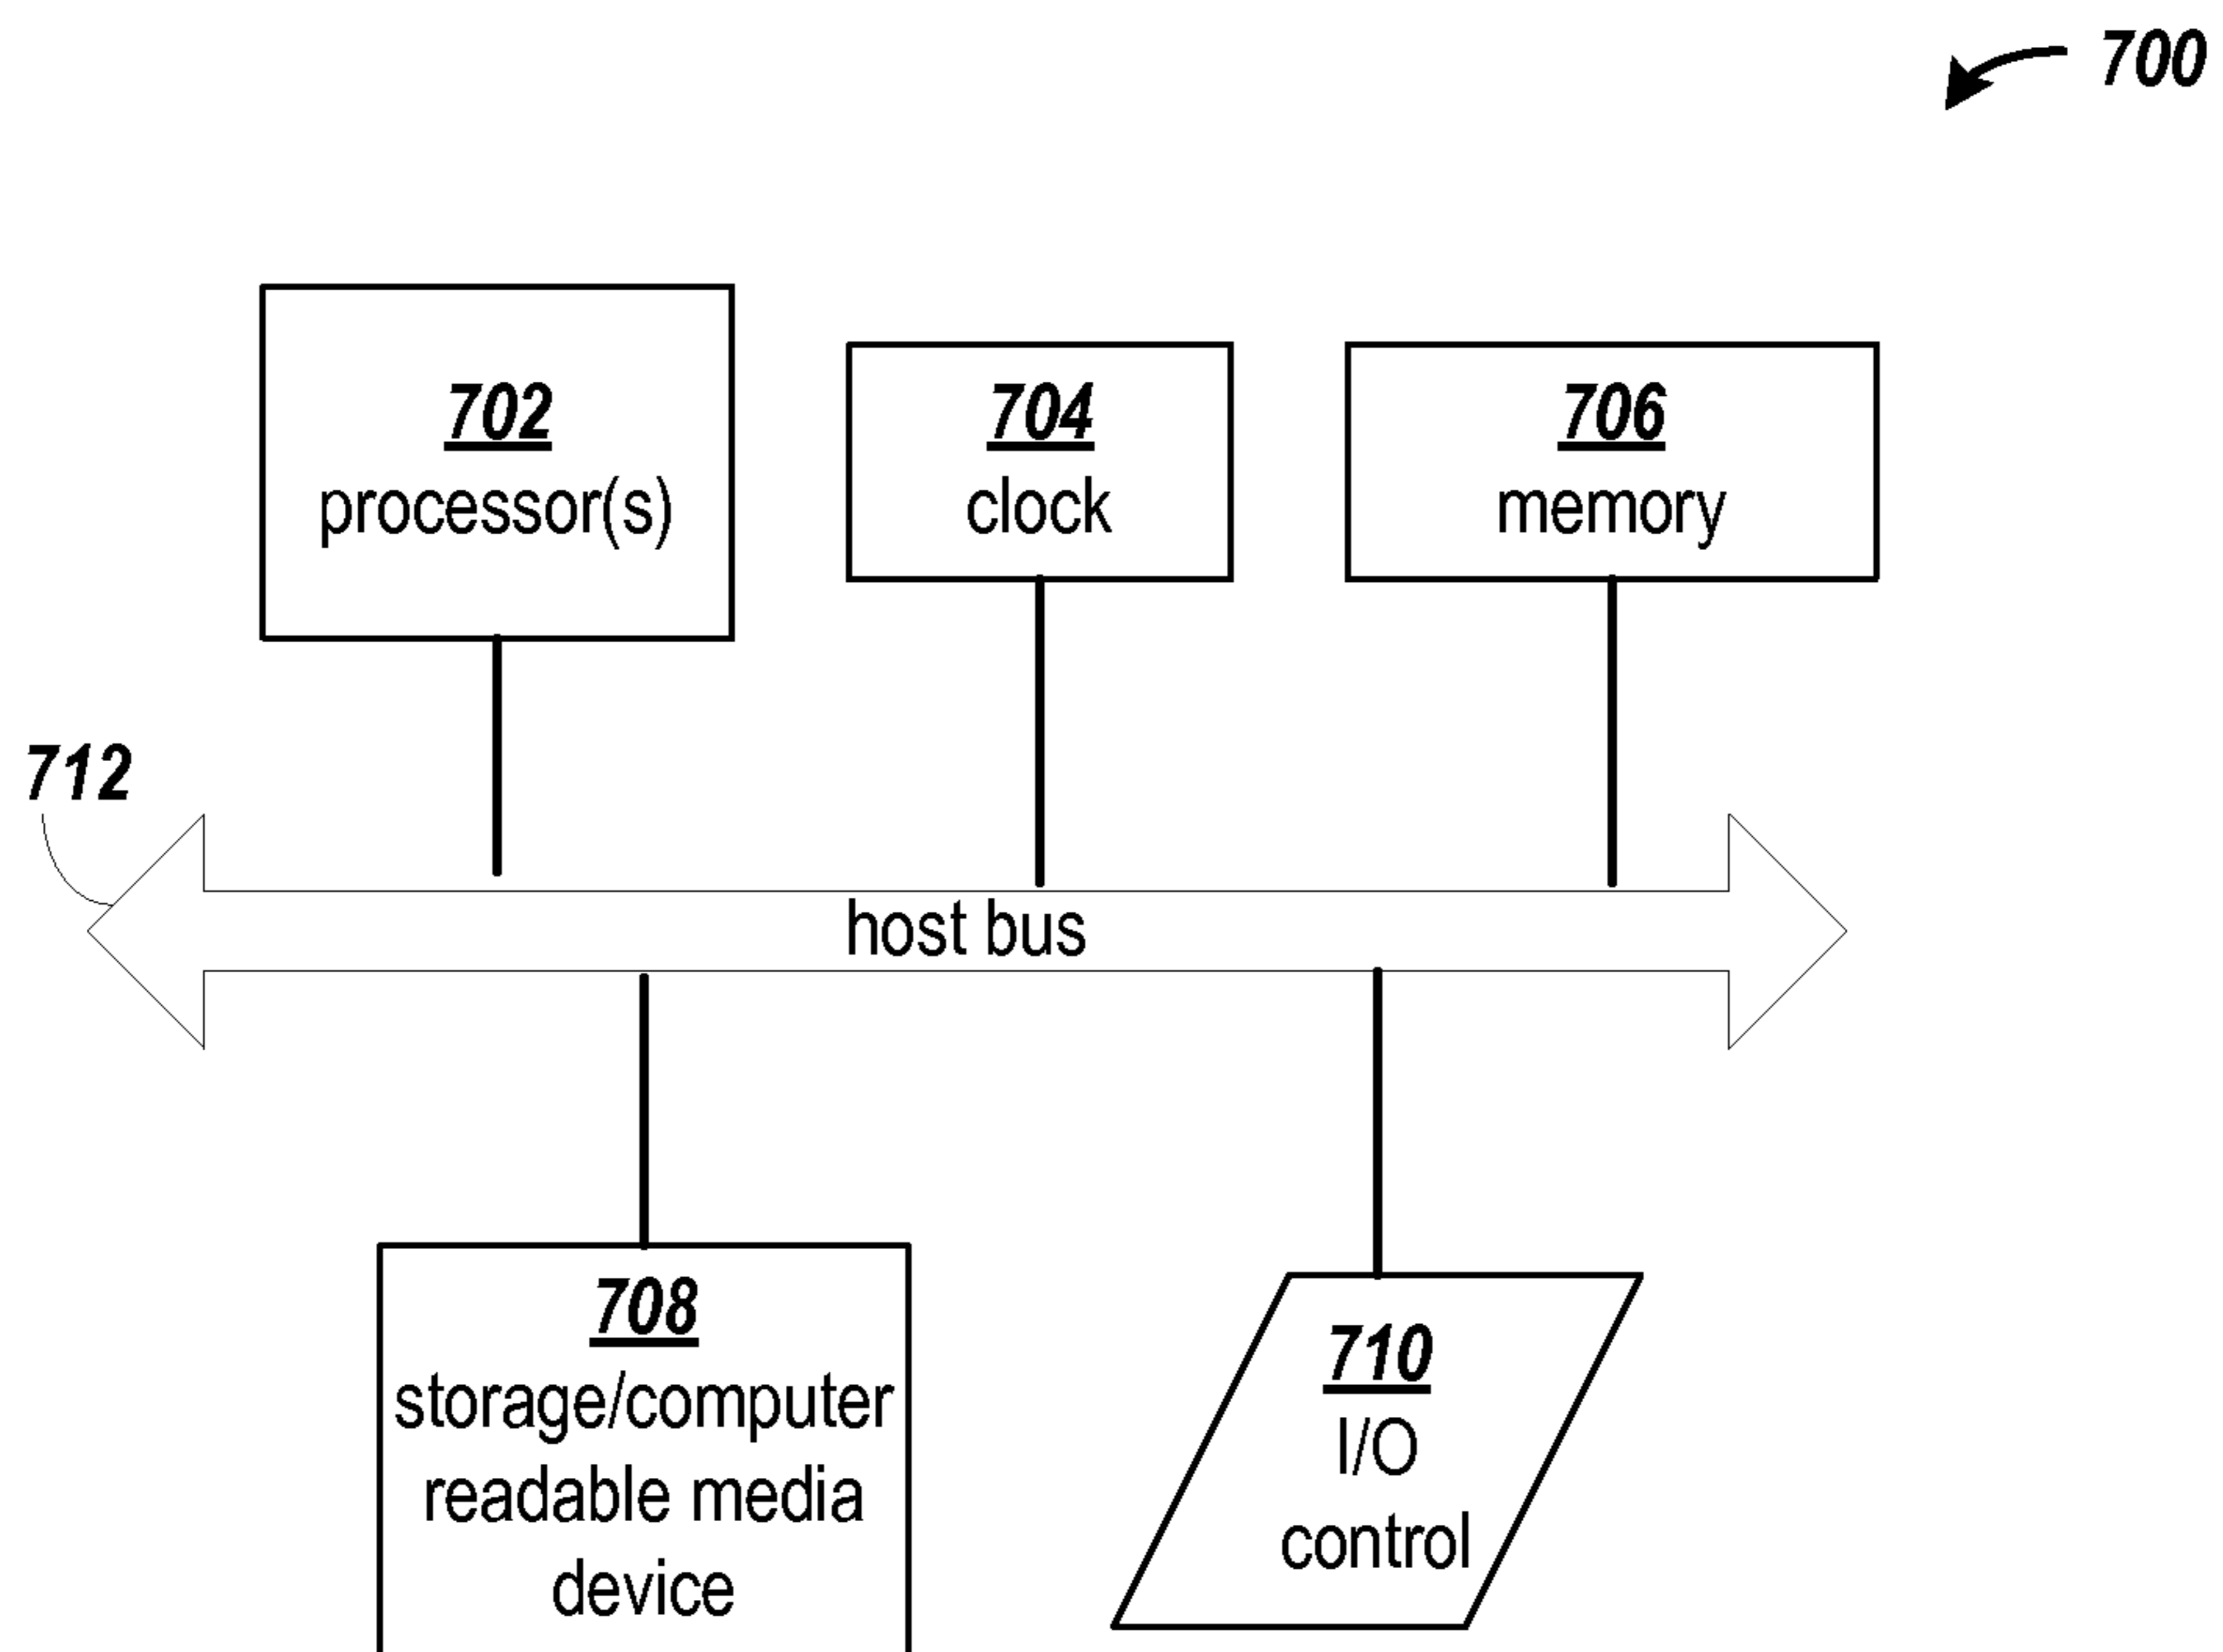 700
702
processor(s)
704
clock
706
memory
712
host bus
708
storage/computer
readable media
device
710
I/O
control